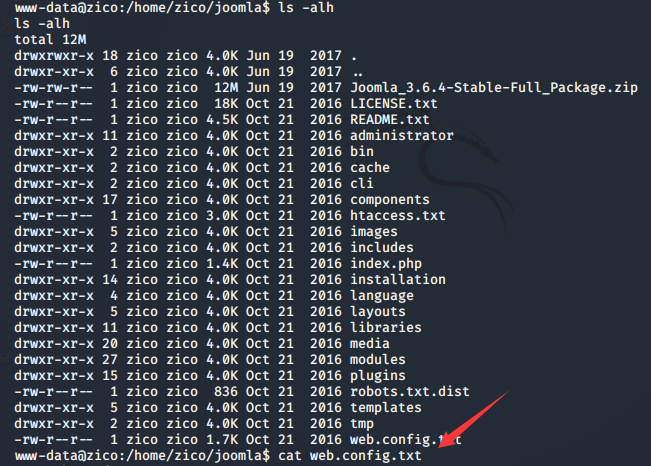 www-data@zico:/home/zico/joomla$ ls -alh
ls -alh
total 12M
drwxrwxr-x 18 zico zico 4.0K Jun 19  2017 .
drwxr-xr-x  6 zico zico 4.0K Jun 19  2017 ..
-rw-rw-r--  1 zico zico  12M Jun 19  2017 Joomla_3.6.4-Stable-Full_Package.zip
-rw-r--r--  1 zico zico  18K Oct 21  2016 LICENSE.txt
-rw-r--r--  1 zico zico 4.5K Oct 21  2016 README.txt
drwxr-xr-x 11 zico zico 4.0K Oct 21  2016 administrator
drwxr-xr-x  2 zico zico 4.0K Oct 21  2016 bin
drwxr-xr-x  2 zico zico 4.0K Oct 21  2016 cache
drwxr-xr-x  2 zico zico 4.0K Oct 21  2016 cli
drwxr-xr-x 17 zico zico 4.0K Oct 21  2016 components
-rw-r--r--  1 zico zico 3.0K Oct 21  2016 htaccess.txt
drwxr-xr-x  5 zico zico 4.0K Oct 21  2016 images
drwxr-xr-x  2 zico zico 4.0K Oct 21  2016 includes
-rw-r--r--  1 zico zico 1.4K Oct 21  2016 index.php
drwxr-xr-x 14 zico zico 4.0K Oct 21  2016 installation
drwxr-xr-x  4 zico zico 4.0K Oct 21  2016 language
drwxr-xr-x  5 zico zico 4.0K Oct 21  2016 layouts
drwxr-xr-x 11 zico zico 4.0K Oct 21  2016 libraries
drwxr-xr-x 20 zico zico 4.0K Oct 21  2016 media
drwxr-xr-x 27 zico zico 4.0K Oct 21  2016 modules
drwxr-xr-x 15 zico zico 4.0K Oct 21  2016 plugins
-rw-r--r--  1 zico zico  836 Oct 21  2016 robots.txt.dist
drwxr-xr-x  5 zico zico 4.0K Oct 21  2016 templates
drwxr-xr-x  2 zico zico 4.0K Oct 21  2016 tmp
-rw-r--r--  1 zico zico 1.7K Oct 21  2016 web.config.txt
www-data@zico:/home/zico/joomla$ cat web.config.txt